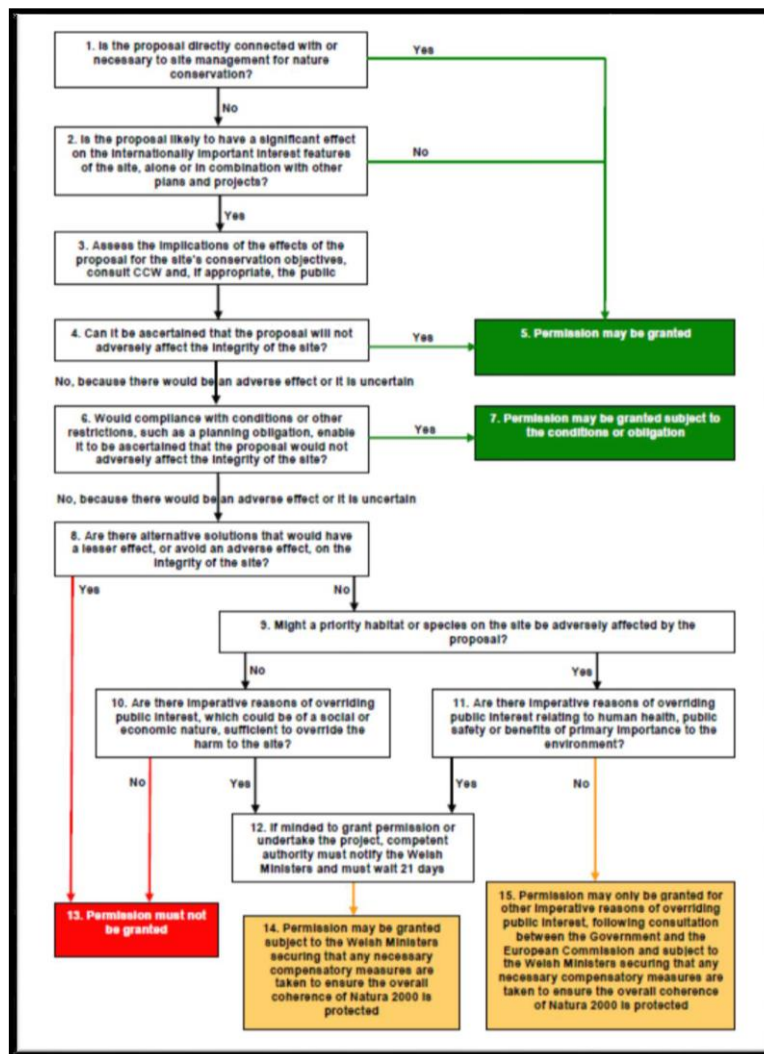 1. Is the proposal directly connected with or
necessary to site management for nature
conservation?
Yes
No
2. Is the proposal likely to have a significant effect
on the internationally important interest features
of the site, alone or in combination with other
plans and projects?
No
Yes
3. Assess the implications of the effects of the
proposal for the site's conservation objectives,
consult CCW and, if appropriate, the public
4. Can it be ascertained that the proposal will not
adversely affect the integrity of the site?
Yes
5. Permission may be granted
No, because there would be an adverse effect or it is uncertain
6. Would compliance with conditions or other
restrictions, such as a planning obligation, enable
it to be ascertained that the proposal would not
adversely affect the integrity of the site?
Yes
7. Permission may be granted subject to
the conditions or obligation
No, because there would be an adverse effect or it is uncertain
8. Are there alternative solutions that would have
a lesser effect, or avoid an adverse effect, on the
integrity of the site?
Yes
No
9. Might a priority habitat or species on the site be adversely affected by the
proposal?
No
Yes
10. Are there imperative reasons of overriding
public interest, which could be of a social or
economic nature, sufficient to override the
harm to the site?
11. Are there imperative reasons of overriding
public interest relating to human health, public
safety or benefits of primary importance to the
environment?
No
Yes
Yes
No
12. If minded to grant permission or
undertake the project, competent
authority must notify the Welsh
Ministers and must wait 21 days
13. Permission must not
be granted
14. Permission may be granted
subject to the Welsh Ministers
securing that any necessary
compensatory measures are
taken to ensure the overall
coherence of Natura 2000 is
protected
15. Permission may only be granted for
other imperative reasons of overriding
public interest, following consultation
between the Government and the
European Commission and subject to
the Welsh Ministers securing that any
necessary compensatory measures are
taken to ensure the overall coherence
of Natura 2000 is protected